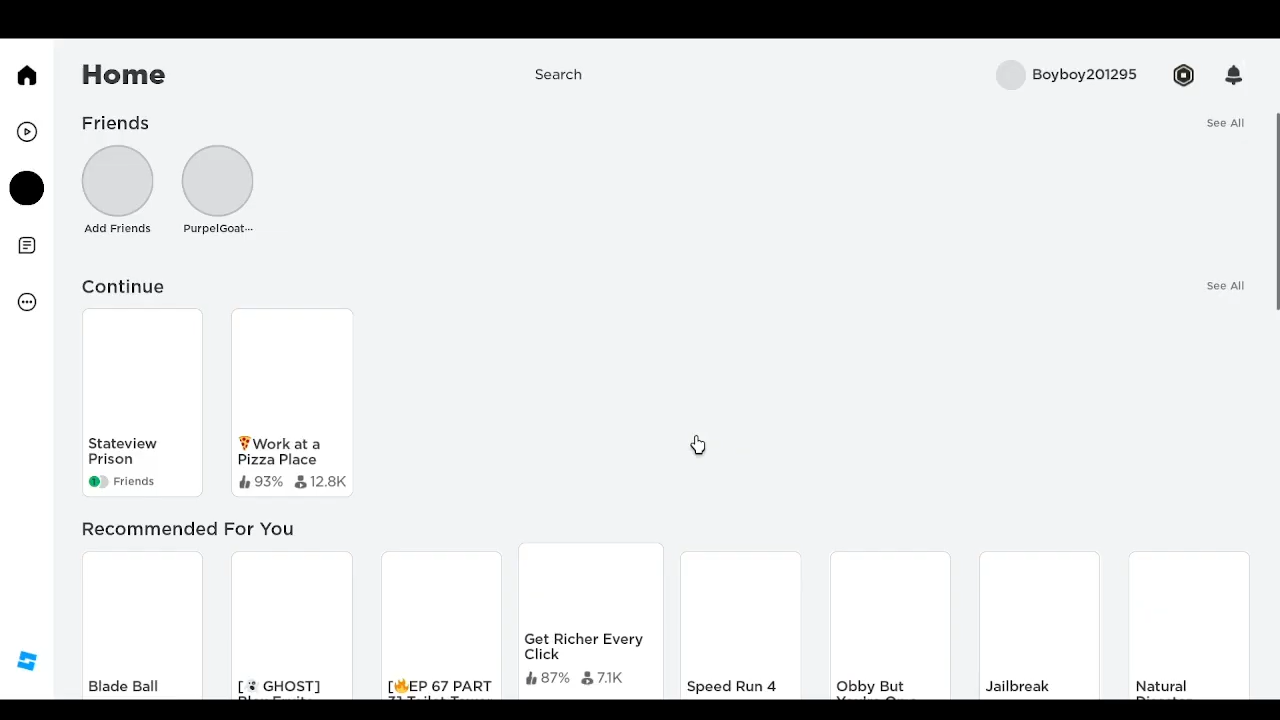 Home
Search
Boyboy201295
Friends
See All
Add Friends
PurpelGoat...
Continue
See All
Stateview
Prison
1 Friends
🍕Work at a
Pizza Place
93% 12.8K
Recommended For You
Get Richer Every
Click
87% 7.1K
Blade Ball
[👻 GHOST]
[🔥EP 67 PART
Speed Run 4
Obby But
Jailbreak
Natural